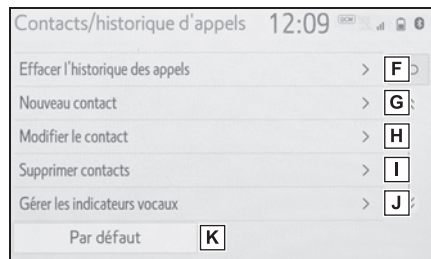 Contacts/historique d'appels 12:09 DCM
Effacer l'historique des appels > F
Nouveau contact > G
Modifier le contact > H
Supprimer contacts > I
Gérer les indicateurs vocaux > J
Par défaut K